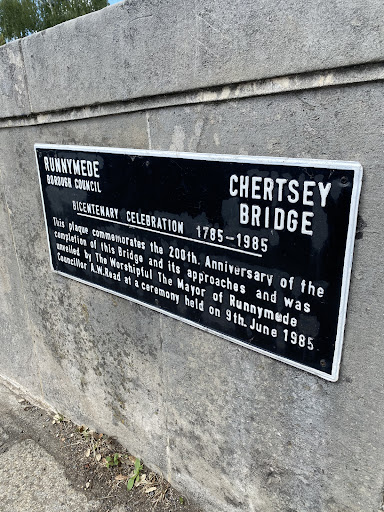 RUNNYMEDE
BOROUGH COUNCIL
CHERTSEY
BRIDGE
BICENTENARY CELEBRATION 1785-1985
This plaque commemorates the 200th. Anniversary of the
completion of this Bridge and its approaches and was
unveiled by The Worshipful The Mayor of Runnymede
Councillor A.W.Road at a ceremony held on 9th. June 1985